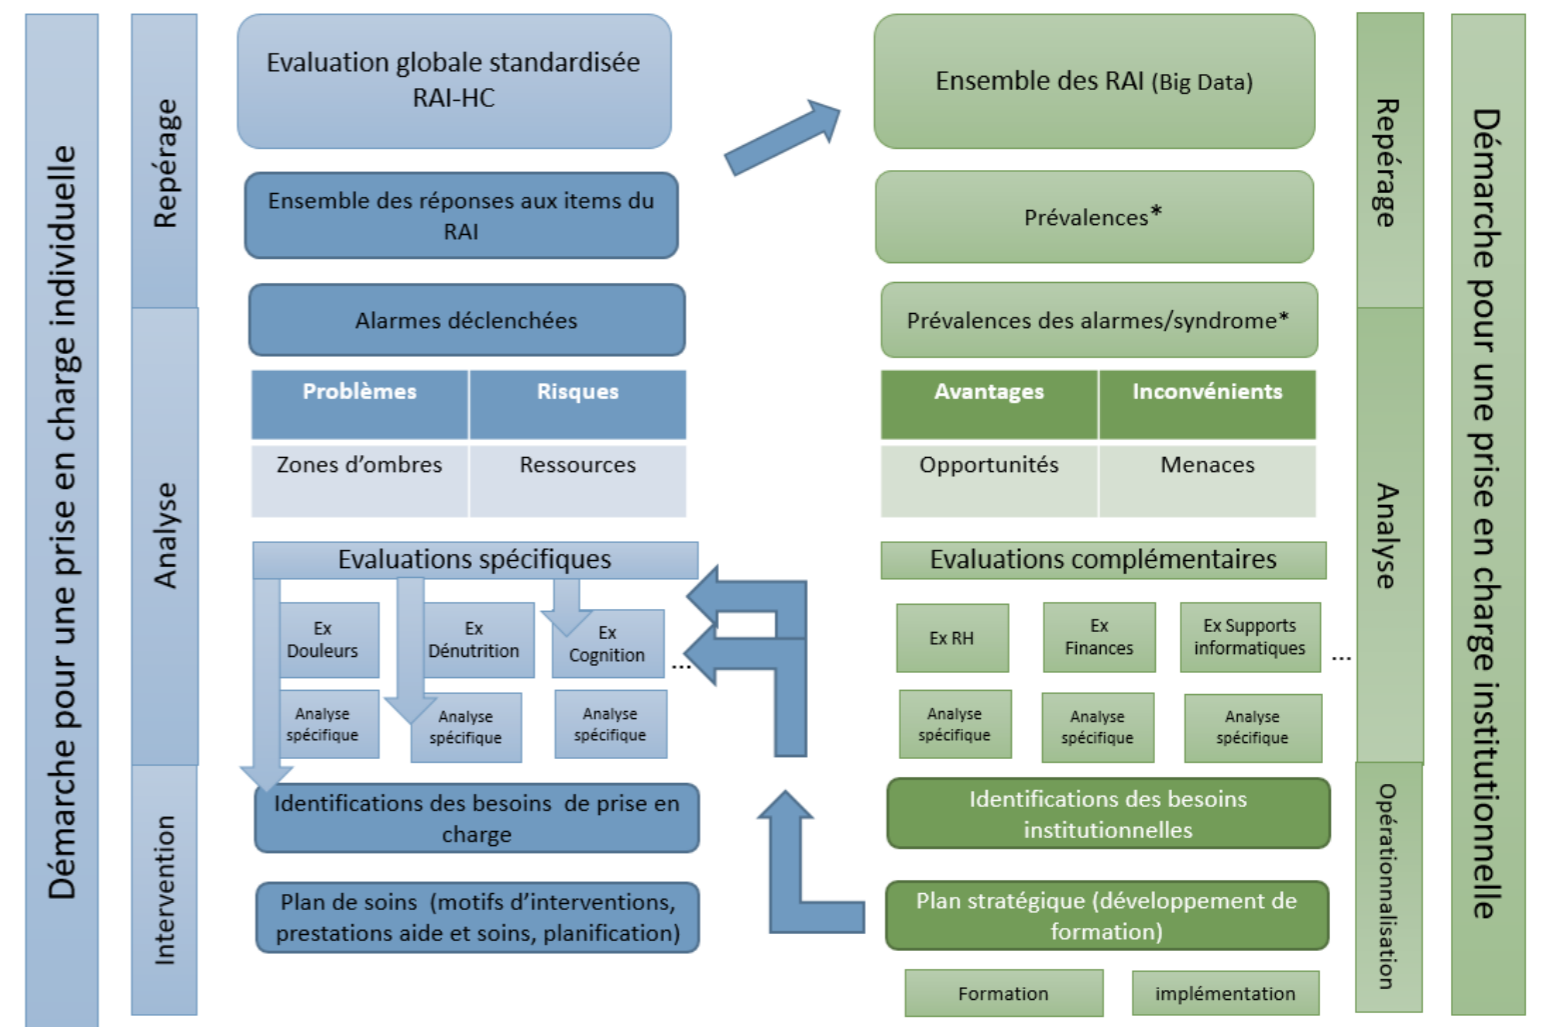 Démarche pour une prise en charge individuelle
Repérage
Analyse
Intervention
Evaluation globale standardisée
RAI-HC
Ensemble des réponses aux items du
RAI
Alarmes déclenchées
Problèmes
Risques
Zones d’ombres
Ressources
Evaluations spécifiques
Ex
Douleurs
Ex
Dénutrition
Ex
Cognition
...
Analyse
spécifique
Analyse
spécifique
Analyse
spécifique
Identifications des besoins de prise en
charge
Plan de soins (motifs d’interventions,
prestations aide et soins, planification)
Ensemble des RAI (Big Data)
Prévalences*
Prévalences des alarmes/syndrome*
Avantages
Inconvénients
Opportunités
Menaces
Evaluations complémentaires
Ex RH
Ex
Finances
Ex Supports
informatiques
...
Analyse
spécifique
Analyse
spécifique
Analyse
spécifique
Identifications des besoins
institutionnelles
Plan stratégique (développement de
formation)
Formation
implémentation
Repérage
Analyse
Opérationnalisation
Démarche pour une prise en charge institutionnelle